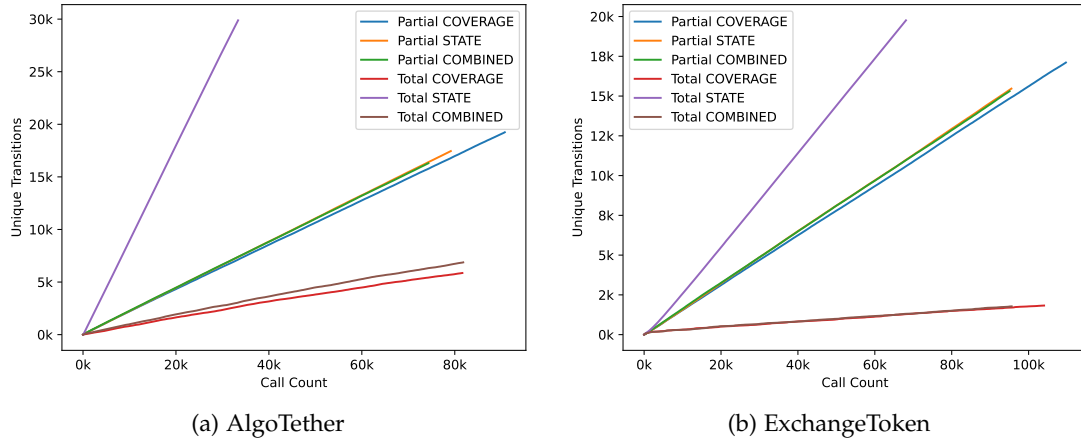 30k
25k
20k
15k
10k
5k
0k
Unique Transitions
0k 20k 40k 60k 80k
Call Count
Partial COVERAGE
Partial STATE
Partial COMBINED
Total COVERAGE
Total STATE
Total COMBINED
(a) AlgoTether
20k
18k
15k
12k
10k
8k
5k
2k
0k
Unique Transitions
0k 20k 40k 60k 80k 100k
Call Count
Partial COVERAGE
Partial STATE
Partial COMBINED
Total COVERAGE
Total STATE
Total COMBINED
(b) ExchangeToken